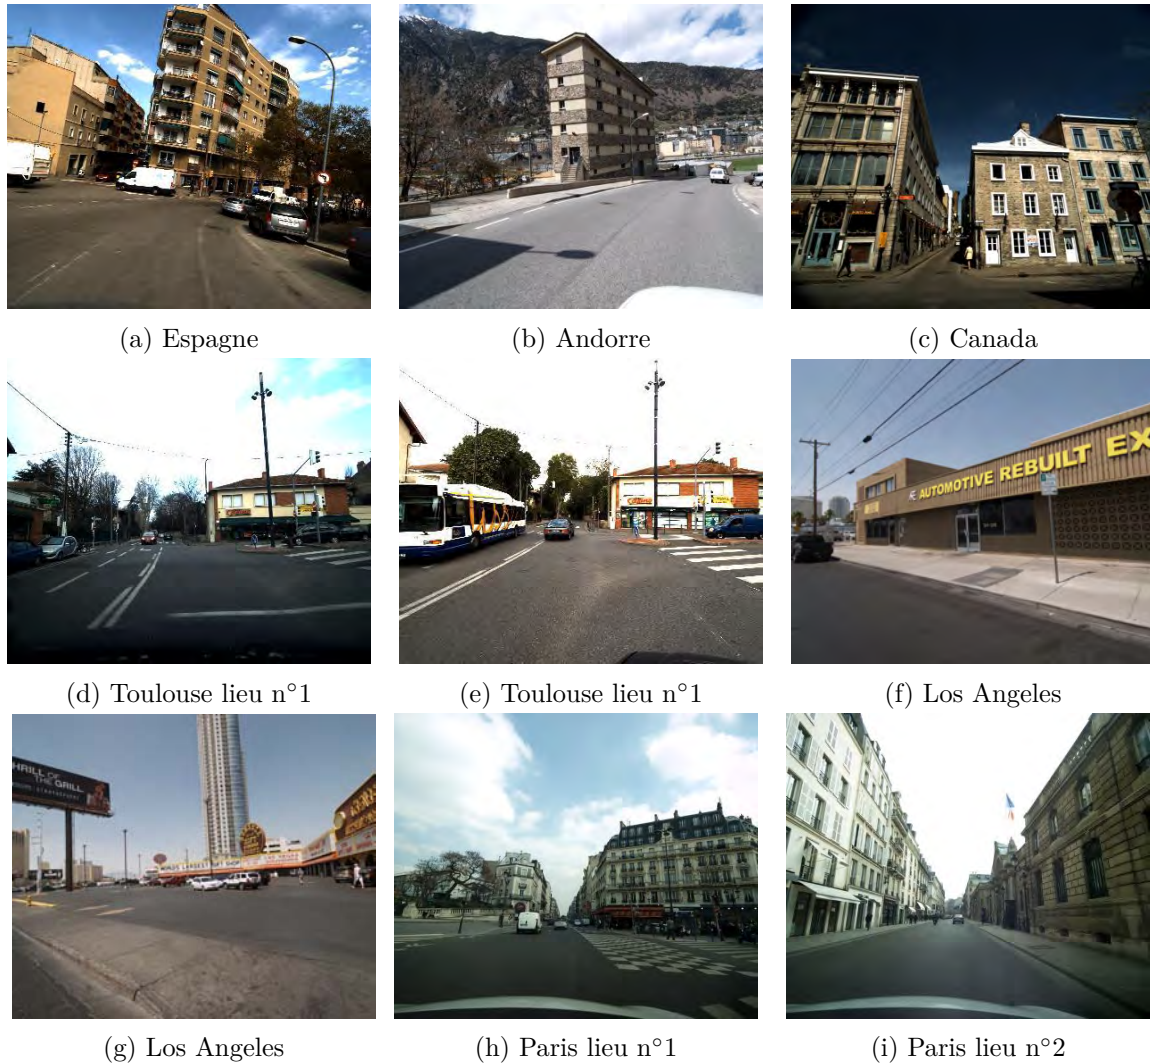 (a) Espagne
(b) Andorre
(c) Canada
(d) Toulouse lieu n°1
(e) Toulouse lieu n°1
AE AUTOMOTIVE REBUILT EX
(f) Los Angeles
THRILL OF
THE GRILL.
(g) Los Angeles
(h) Paris lieu n°1
(i) Paris lieu n°2